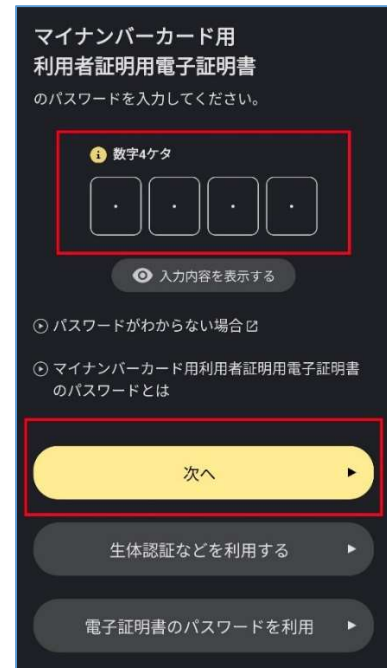 マイナンバーカード用
利用者証明用電子証明書
のパスワードを入力してください。
数字4ケタ
入力内容を表示する
パスワードがわからない場合
マイナンバーカード用利用者証明用電子証明書
のパスワードとは
次へ
生体認証などを利用する
電子証明書のパスワードを利用